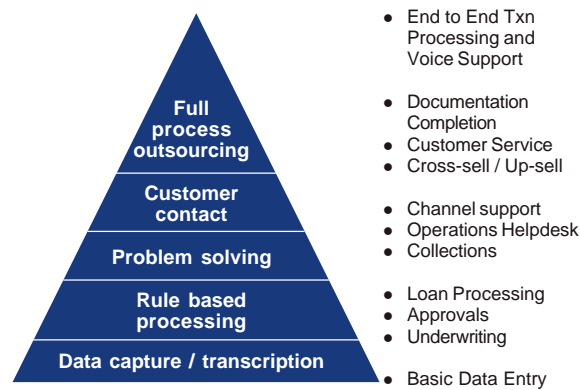 Full
process
outsourcing
Customer
contact
Problem solving
Rule based
processing
Data capture / transcription
● End to End Txn
Processing and
Voice Support
● Documentation
Completion
● Customer Service
● Cross-sell / Up-sell
● Channel support
● Operations Helpdesk
● Collections
● Loan Processing
● Approvals
● Underwriting
● Basic Data Entry